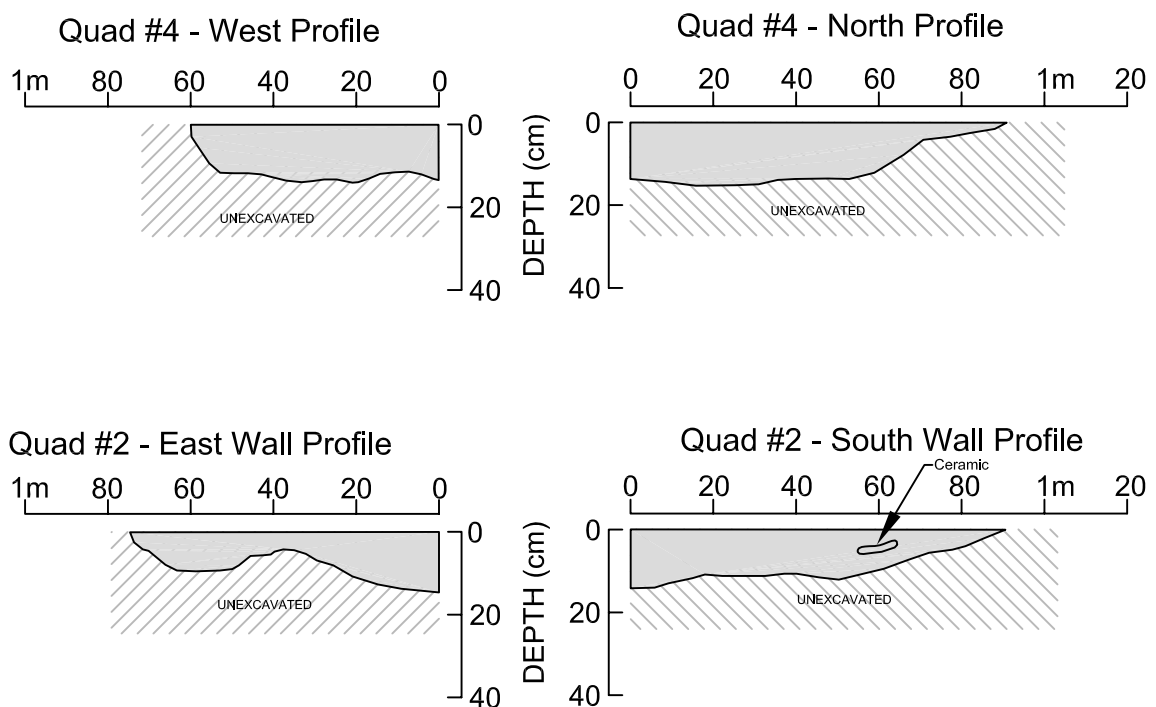 Quad #4 - West Profile
1m 80 60 40 20 0
0
20
40
UNEXCAVATED
DEPTH (cm)
Quad #4 - North Profile
0 20 40 60 80 1m 20
0
20
40
UNEXCAVATED
Quad #2 - East Wall Profile
1m 80 60 40 20 0
0
20
40
UNEXCAVATED
DEPTH (cm)
Quad #2 - South Wall Profile
Ceramic
0 20 40 60 80 1m 20
0
20
40
UNEXCAVATED